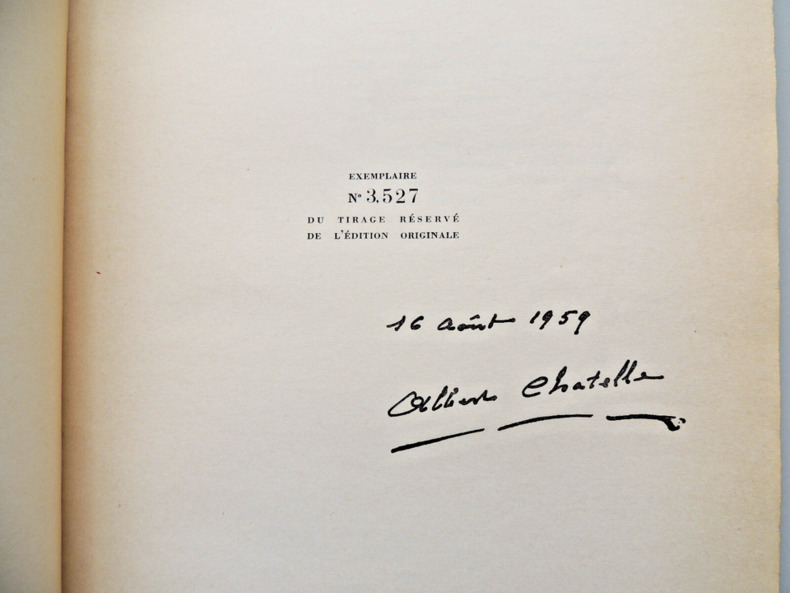 EXEMPLAIRE
N° 3.527
DU TIRAGE RÉSERVÉ
DE L'ÉDITION ORIGINALE
16 août 1959
Albert Chatelle